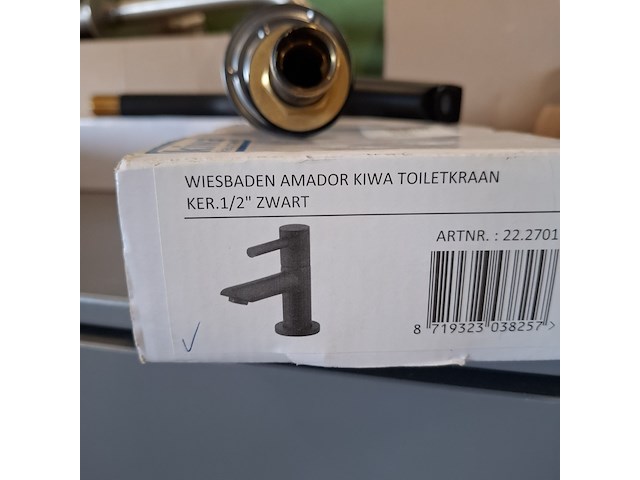 WIESBADEN AMADOR KIWA TOILETKRAAN
KER.1/2" ZWART
ARTNR. : 22.2701
8 719323 038257 >